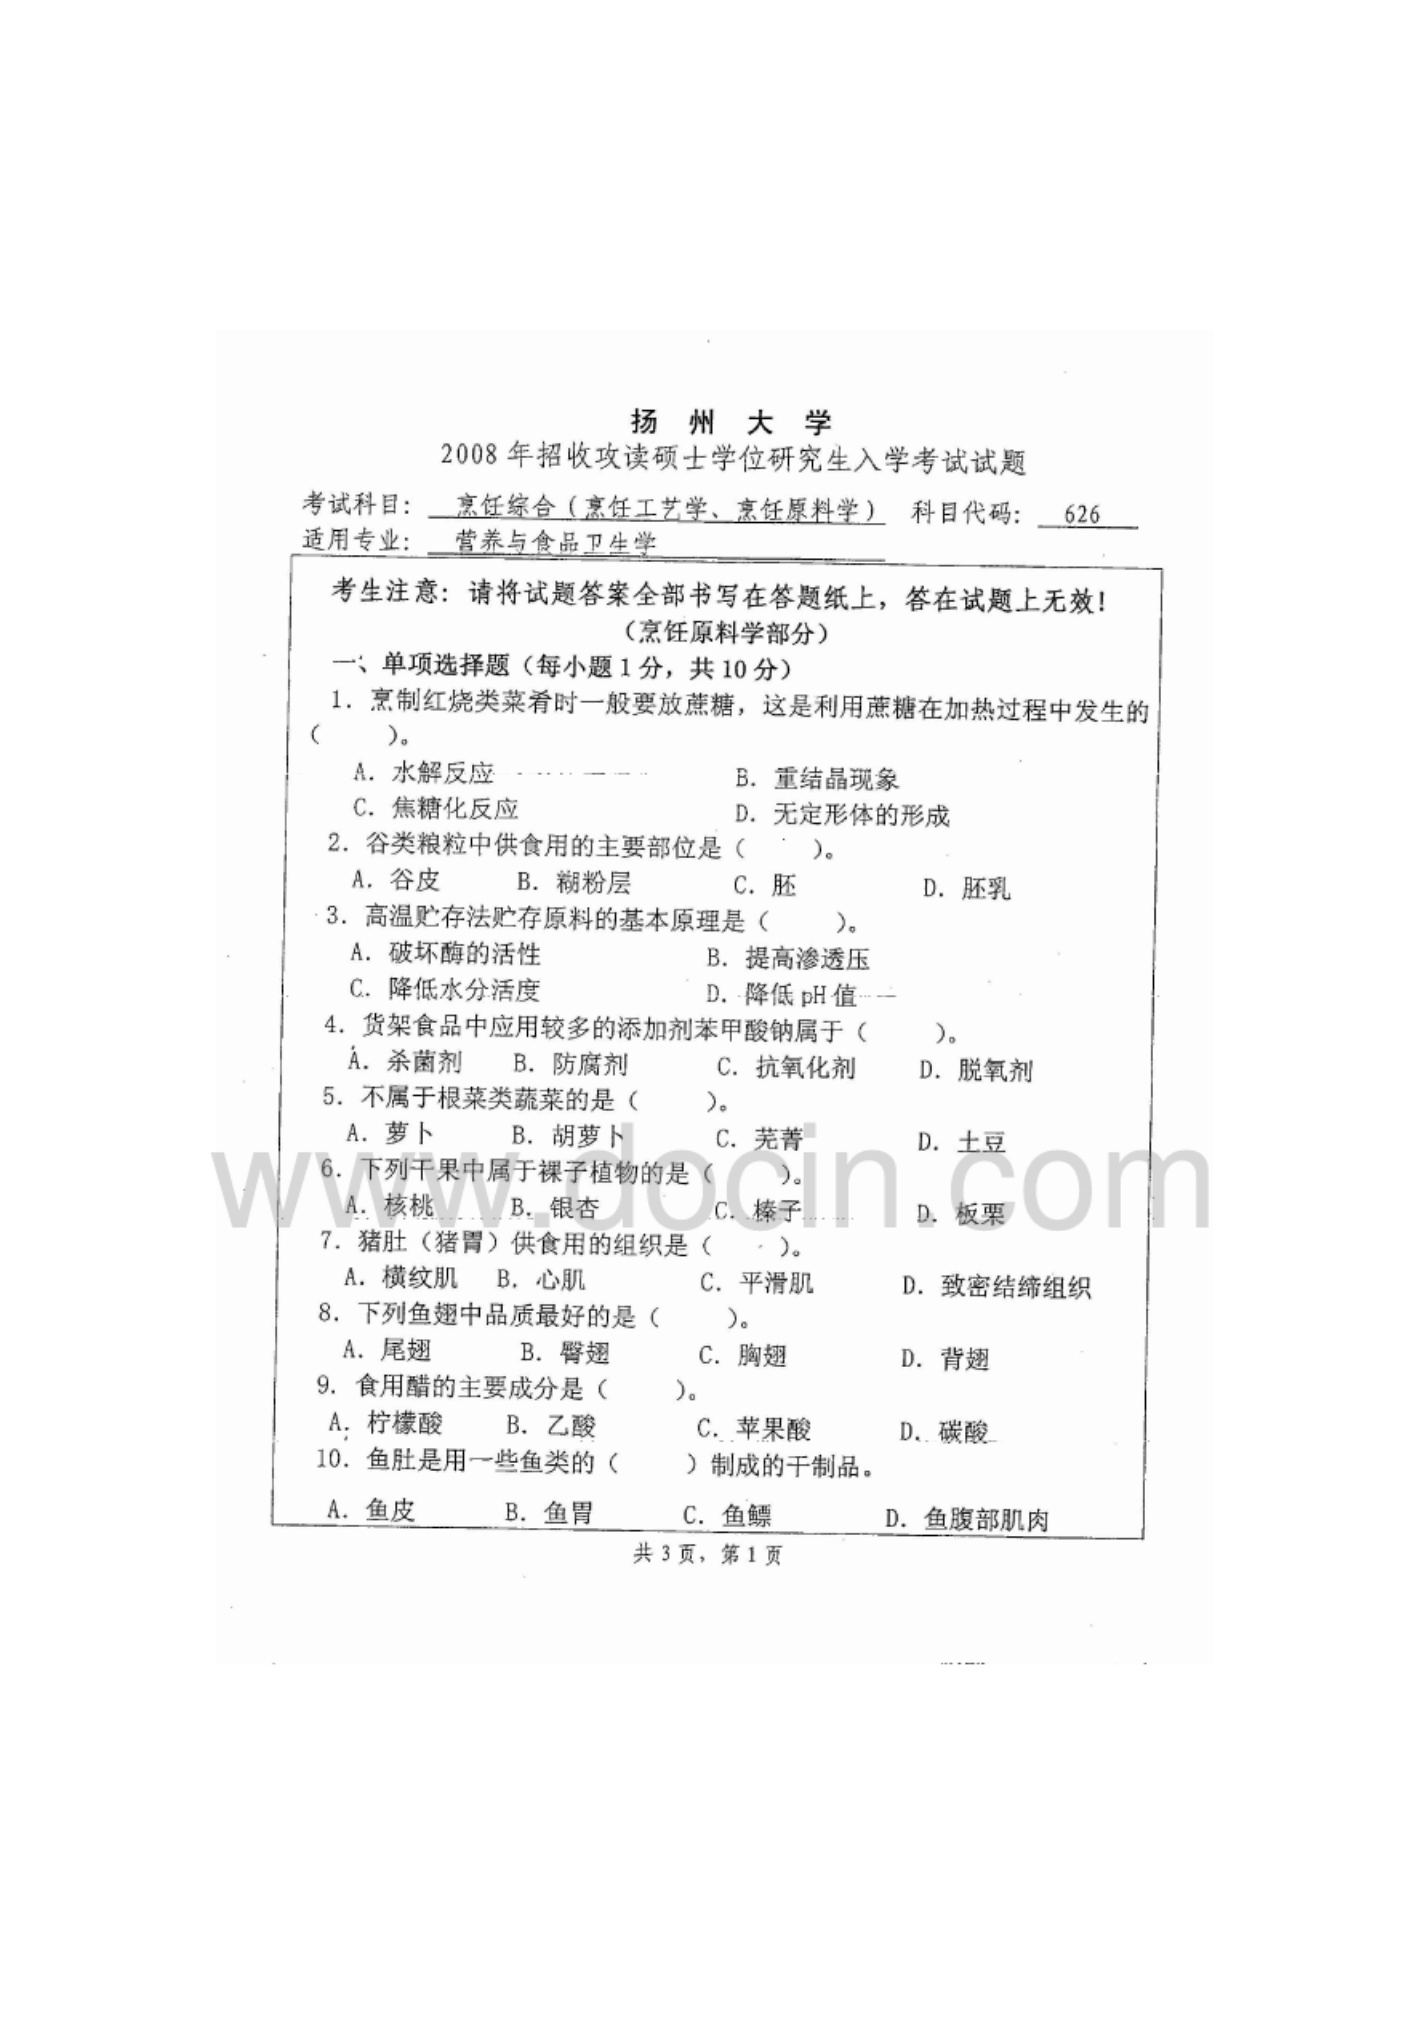 扬 州 大 学
2008 年招收攻读硕士学位研究生入学考试试题
考试科目： 烹饪综合（烹饪工艺学、烹饪原料学） 科目代码： 626
适用专业： 营养与食品卫生学
考生注意：请将试题答案全部书写在答题纸上，答在试题上无效！
（烹饪原料学部分）
一、单项选择题（每小题 1 分，共 10 分）
1．烹制红烧类菜肴时一般要放蔗糖，这是利用蔗糖在加热过程中发生的
（ ）。
A．水解反应 B．重结晶现象
C．焦糖化反应 D．无定形体的形成
2．谷类粮粒中供食用的主要部位是（ ）。
A．谷皮 B．糊粉层 C．胚 D．胚乳
3．高温贮存法贮存原料的基本原理是（ ）。
A．破坏酶的活性 B．提高渗透压
C．降低水分活度 D．降低 pH 值
4．货架食品中应用较多的添加剂苯甲酸钠属于（ ）。
A．杀菌剂 B．防腐剂 C．抗氧化剂 D．脱氧剂
5．不属于根菜类蔬菜的是（ ）。
A．萝卜 B．胡萝卜 C．芜菁 D．土豆
www.docin.com
6．下列干果中属于裸子植物的是（ ）。
A．核桃 B．银杏 C．榛子 D．板栗
7．猪肚（猪胃）供食用的组织是（ ）。
A．横纹肌 B．心肌 C．平滑肌 D．致密结缔组织
8．下列鱼翅中品质最好的是（ ）。
A．尾翅 B．臀翅 C．胸翅 D．背翅
9．食用醋的主要成分是（ ）。
A．柠檬酸 B．乙酸 C．苹果酸 D．碳酸
10．鱼肚是用一些鱼类的（ ）制成的干制品。
A．鱼皮 B．鱼胃 C．鱼鳔 D．鱼腹部肌肉
共 3 页，第 1 页